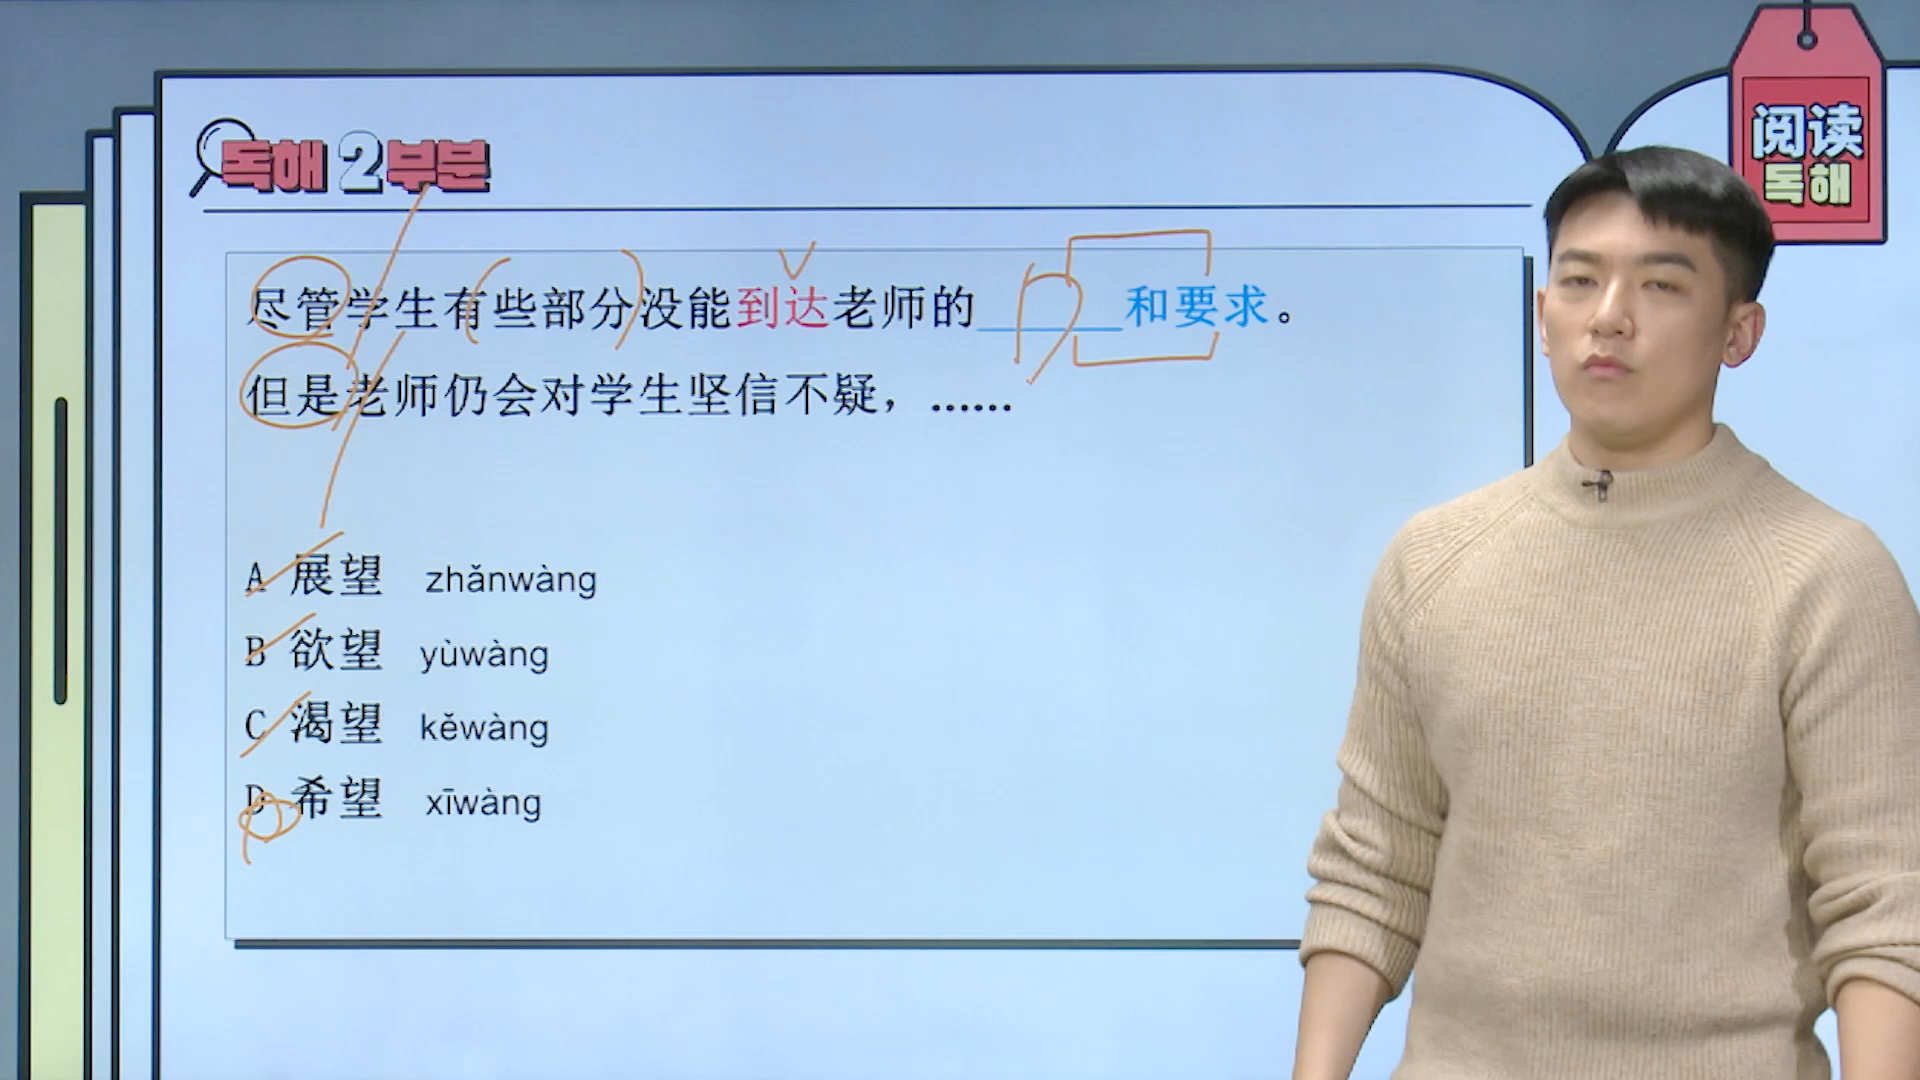 독해 2 부분
阅读
독해
尽管学生有些部分没能到达老师的______和要求。
但是老师仍会对学生坚信不疑，……
A 展望 zhǎnwàng
B 欲望 yùwàng
C 渴望 kěwàng
D 希望 xīwàng